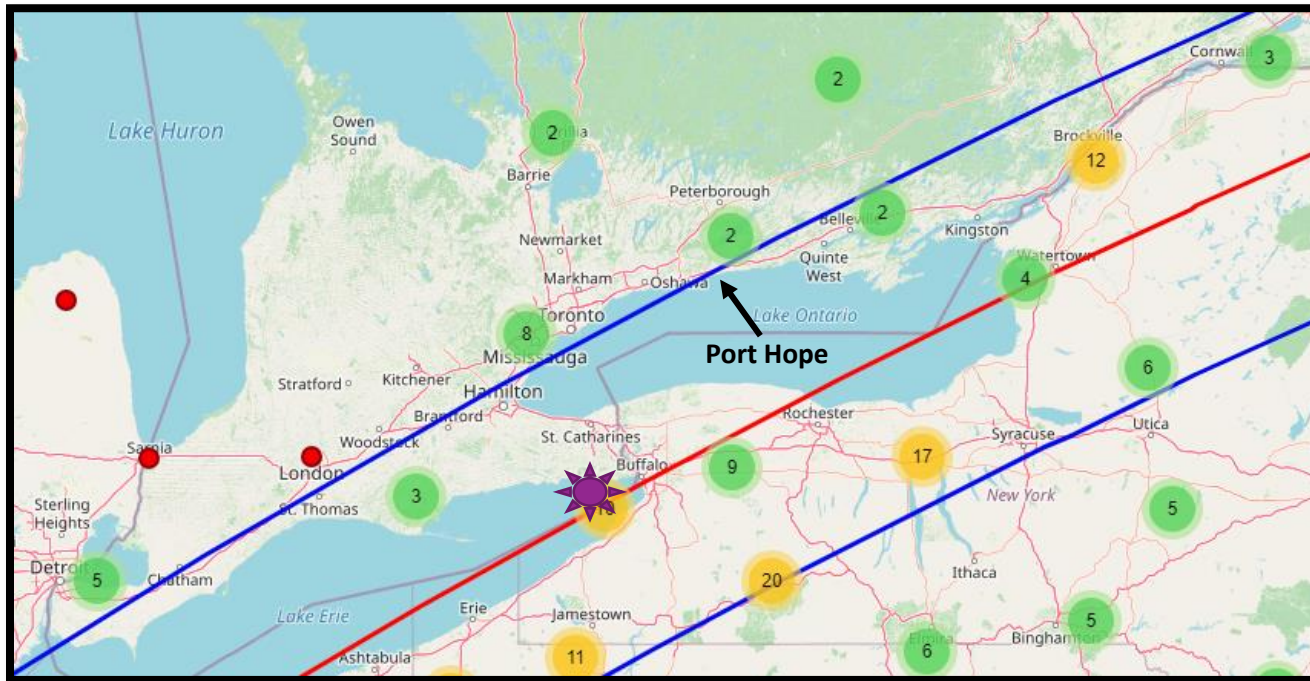 Cornwall
3
2
Lake Huron
Owen
Sound
2
Orillia
Brockville
12
Barrie
Peterborough
2
Belleville
2
Kingston
Newmarket
Quinte
West
Watertown
4
Markham
Oshawa
Toronto
Lake Ontario
8
Mississauga
Port Hope
Stratford
Kitchener
Hamilton
6
Brantford
Rochester
St. Catharines
Woodstock
Syracuse
Utica
Sarnia
London
Buffalo
9
17
3
New York
Sterling
Heights
St. Thomas
5
Detroit
5
Chatham
20
Ithaca
Lake Erie
Erie
Jamestown
5
Elmira
Binghamton
11
6
Ashtabula